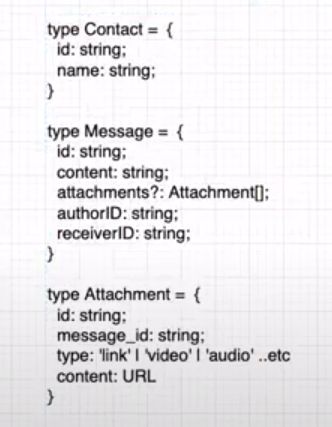 type Contact = {
id: string;
name: string;
}
type Message = {
id: string;
content: string;
attachments?: Attachment[];
authorID: string;
receiverID: string;
}
type Attachment = {
id: string;
message_id: string;
type: 'link' | 'video' | 'audio' ..etc
content: URL
}